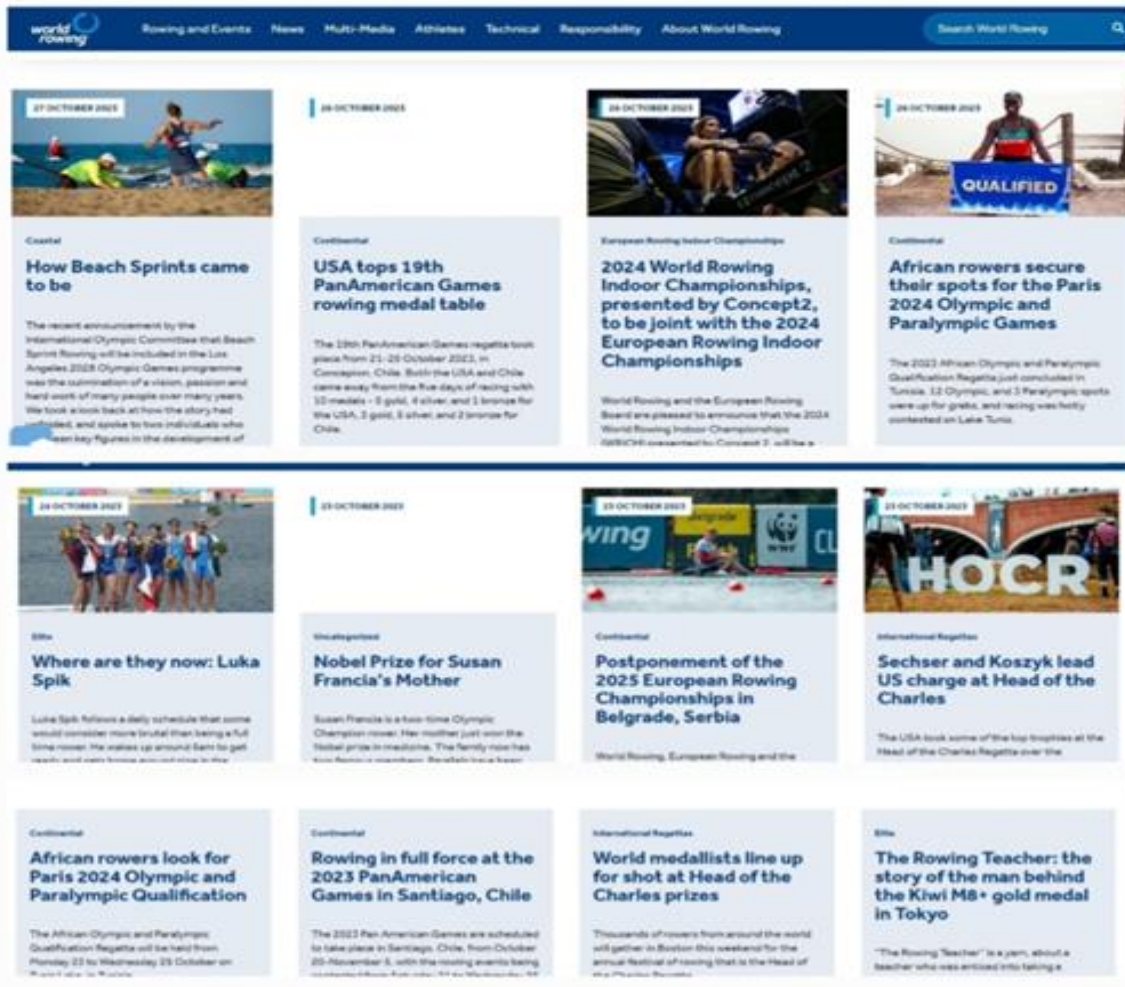 world rowing
Rowing and Events News Multi-Media Athletes Technical Responsibility About World Rowing
Search World Rowing
27 OCTOBER 2023
Coastal
How Beach Sprints came
to be
The recent announcement by the
International Olympic Committee that Beach
Sprint Rowing will be included in the Los
Angeles 2028 Olympic Games programme
was the culmination of a vision, passion and
hard work of many people over many years.
We took a look back at how the story had
and spoke to two individuals who
been key figures in the development of
26 OCTOBER 2023
Continental
USA tops 19th
PanAmerican Games
rowing medal table
The 19th PanAmerican Games regatta took
place from 21-25 October 2023, in
Concepcion, Chile. Both the USA and Chile
came away from the five days of racing with
10 medals - 5 gold, 4 silver, and 1 bronze for
the USA, 3 gold, 5 silver, and 2 bronze for
Chile.
26 OCTOBER 2023
European Rowing Indoor Championships
2024 World Rowing
Indoor Championships,
presented by Concept2,
to be joint with the 2024
European Rowing Indoor
Championships
World Rowing and the European Rowing
Board are pleased to announce that the 2024
World Rowing Indoor Championships
(WRICH) presented by Concept 2, will be a
26 OCTOBER 2023
QUALIFIED
Continental
African rowers secure
their spots for the Paris
2024 Olympic and
Paralympic Games
The 2023 African Olympic and Paralympic
Qualification Regatta just concluded in
Tunisia. 12 Olympic, and 3 Paralympic spots
were up for grabs, and racing was hotly
contested on Lake Tunis.
24 OCTOBER 2023
Elite
Where are they now: Luka
Spik
Luka Spik follows a daily schedule that some
would consider more brutal than being a full
time rower. He wakes up around 6am to get
ready and gets home around nine in the
23 OCTOBER 2023
Uncategorized
Nobel Prize for Susan
Francia's Mother
Susan Francia is a two-time Olympic
Champion rower. Her mother just won the
Nobel prize in medicine. The family now has
two famous members. Parallels have been
23 OCTOBER 2023
wing
Belgrade
WWF
CL
Continental
Postponement of the
2025 European Rowing
Championships in
Belgrade, Serbia
World Rowing, European Rowing and the
23 OCTOBER 2023
HOCR
International Regattas
Sechser and Koszyk lead
US charge at Head of the
Charles
The USA took some of the top trophies at the
Head of the Charles Regatta over the
Continental
African rowers look for
Paris 2024 Olympic and
Paralympic Qualification
The African Olympic and Paralympic
Qualification Regatta will be held from
Monday 23 to Wednesday 25 October on
Continental
Rowing in full force at the
2023 PanAmerican
Games in Santiago, Chile
The 2023 Pan American Games are scheduled
to take place in Santiago, Chile, from October
20-November 5, with the rowing events being
International Regattas
World medallists line up
for shot at Head of the
Charles prizes
Thousands of rowers from around the world
will gather in Boston this weekend for the
annual festival of rowing that is the Head of
the Charles Regatta
Elite
The Rowing Teacher: the
story of the man behind
the Kiwi M8+ gold medal
in Tokyo
"The Rowing Teacher" is a yarn, about a
teacher who was enticed into taking a